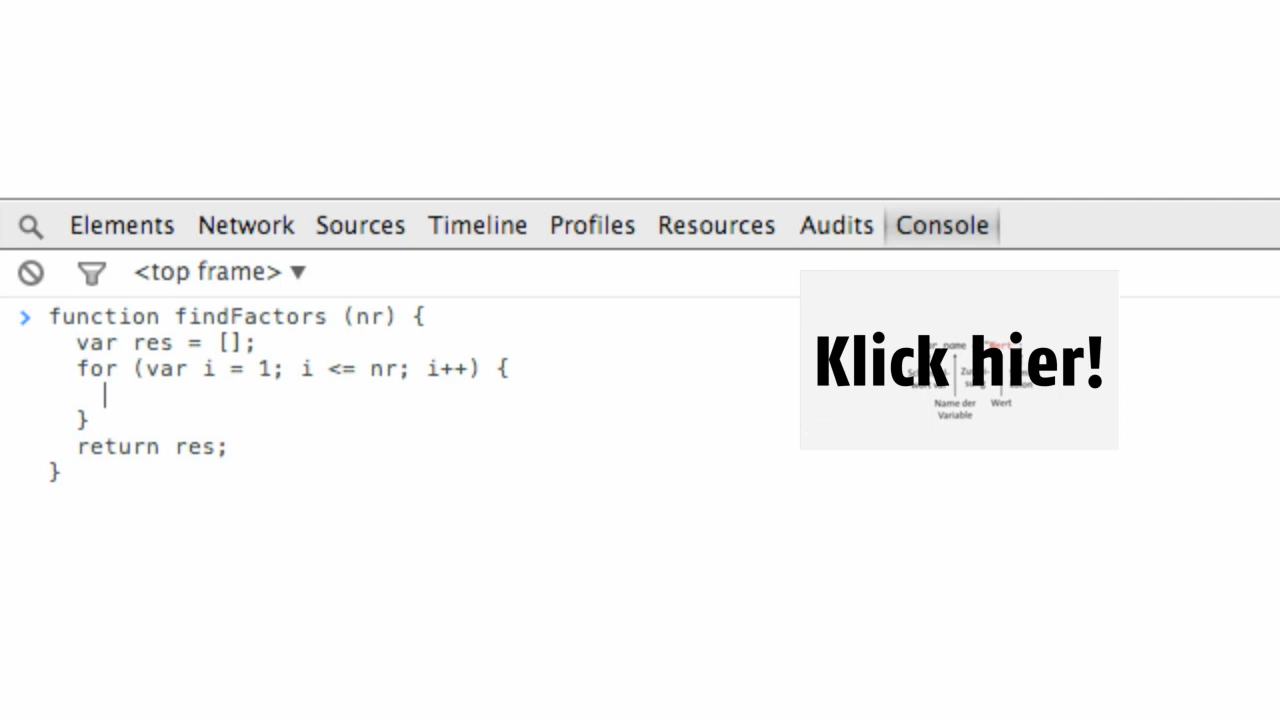 Elements Network Sources Timeline Profiles Resources Audits Console
<top frame> ▼
> function findFactors (nr) {
var res = [];
for (var i = 1; i <= nr; i++) {
}
return res;
}
Klick hier!
name
Name der Wert
Variable